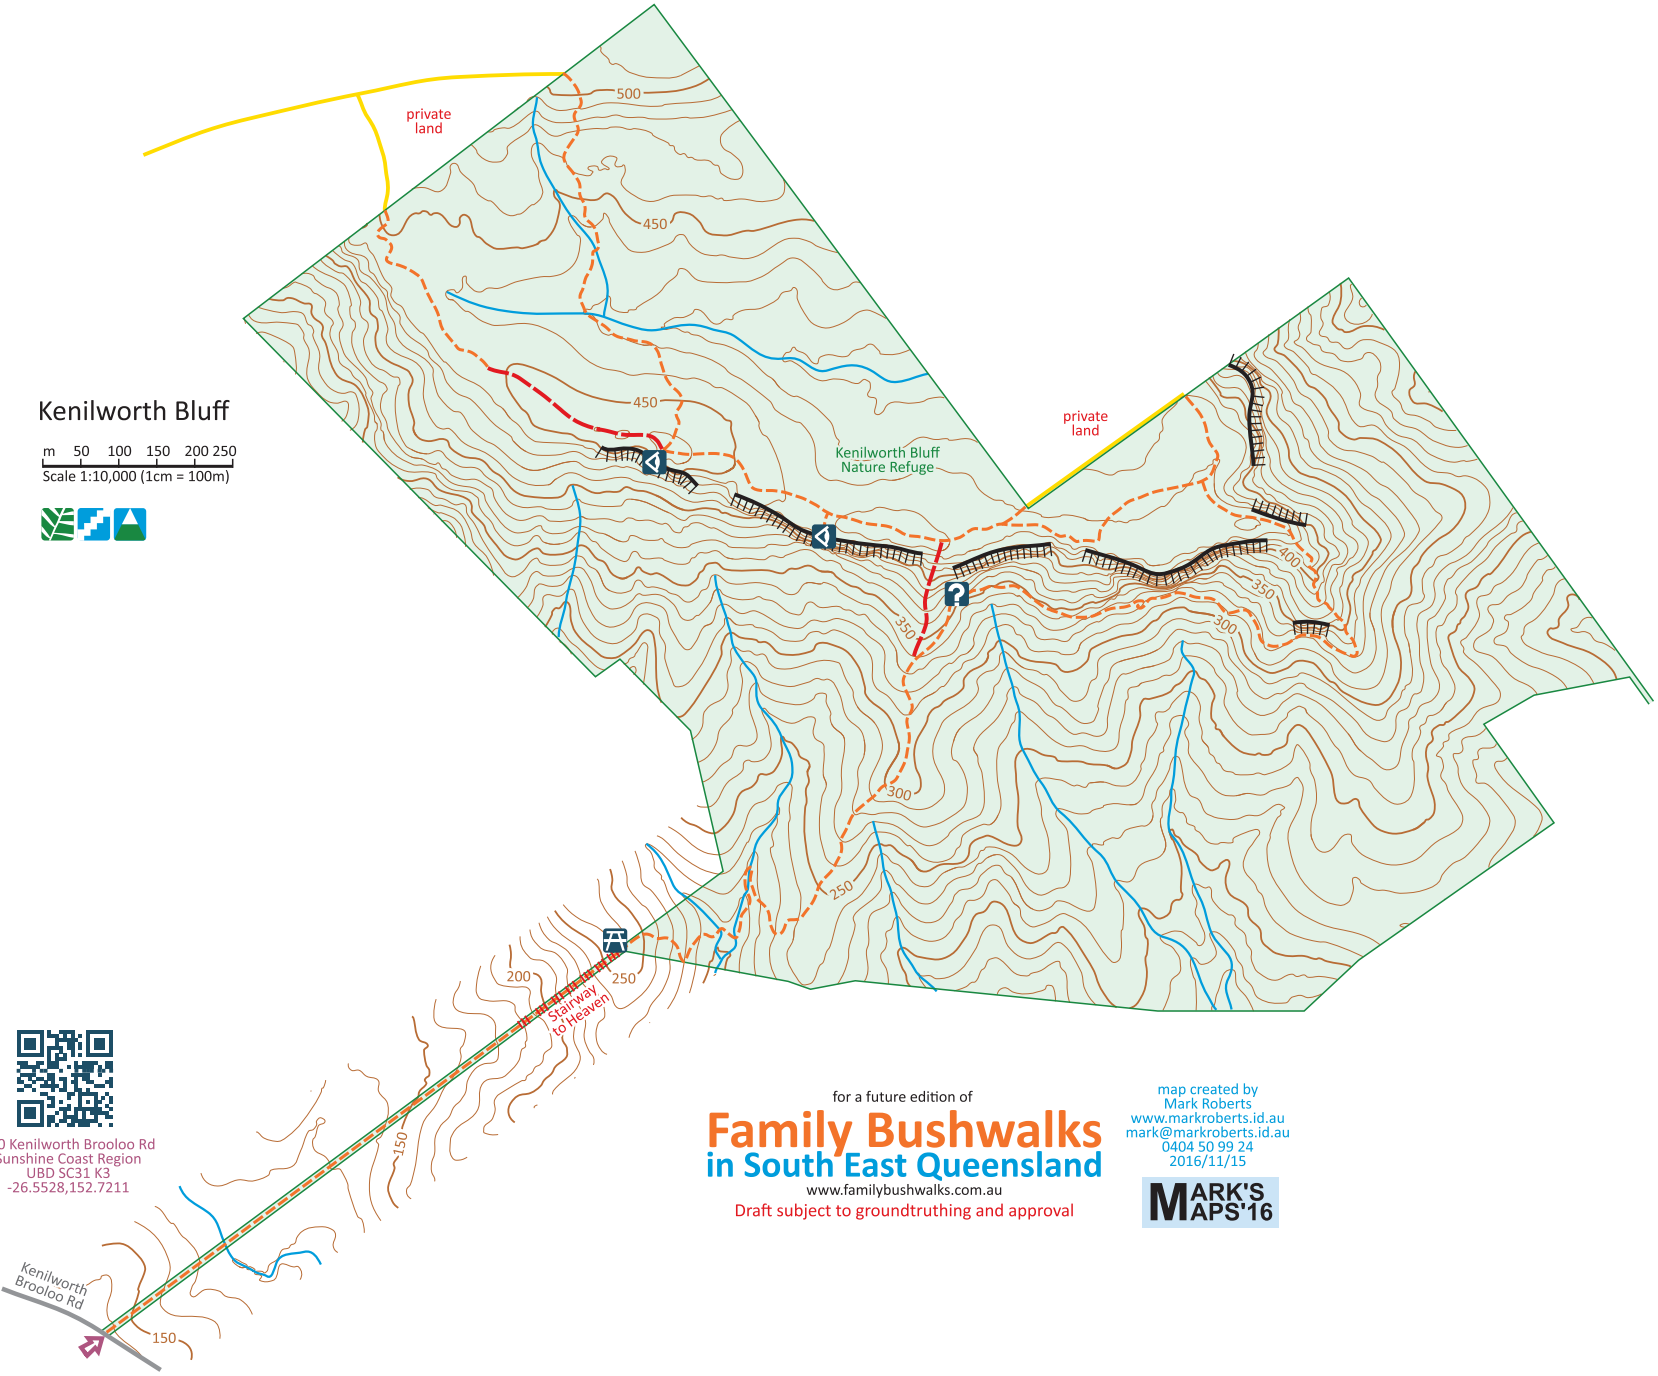 500
private
land
450
Kenilworth Bluff
m 50 100 150 200 250
Scale 1:10,000 (1cm = 100m)
450
private
land
Kenilworth Bluff
Nature Refuge
400
350
350
300
?
300
250
200
250
Stairway
to Heaven
150
0 Kenilworth Brooloo Rd
Sunshine Coast Region
UBD SC31 K3
-26.5528,152.7211
Kenilworth
Brooloo Rd
150
for a future edition of
Family Bushwalks
in South East Queensland
www.familybushwalks.com.au
Draft subject to groundtruthing and approval
map created by
Mark Roberts
www.markroberts.id.au
mark@markroberts.id.au
0404 50 99 24
2016/11/15
MARK'S
MAPS'16